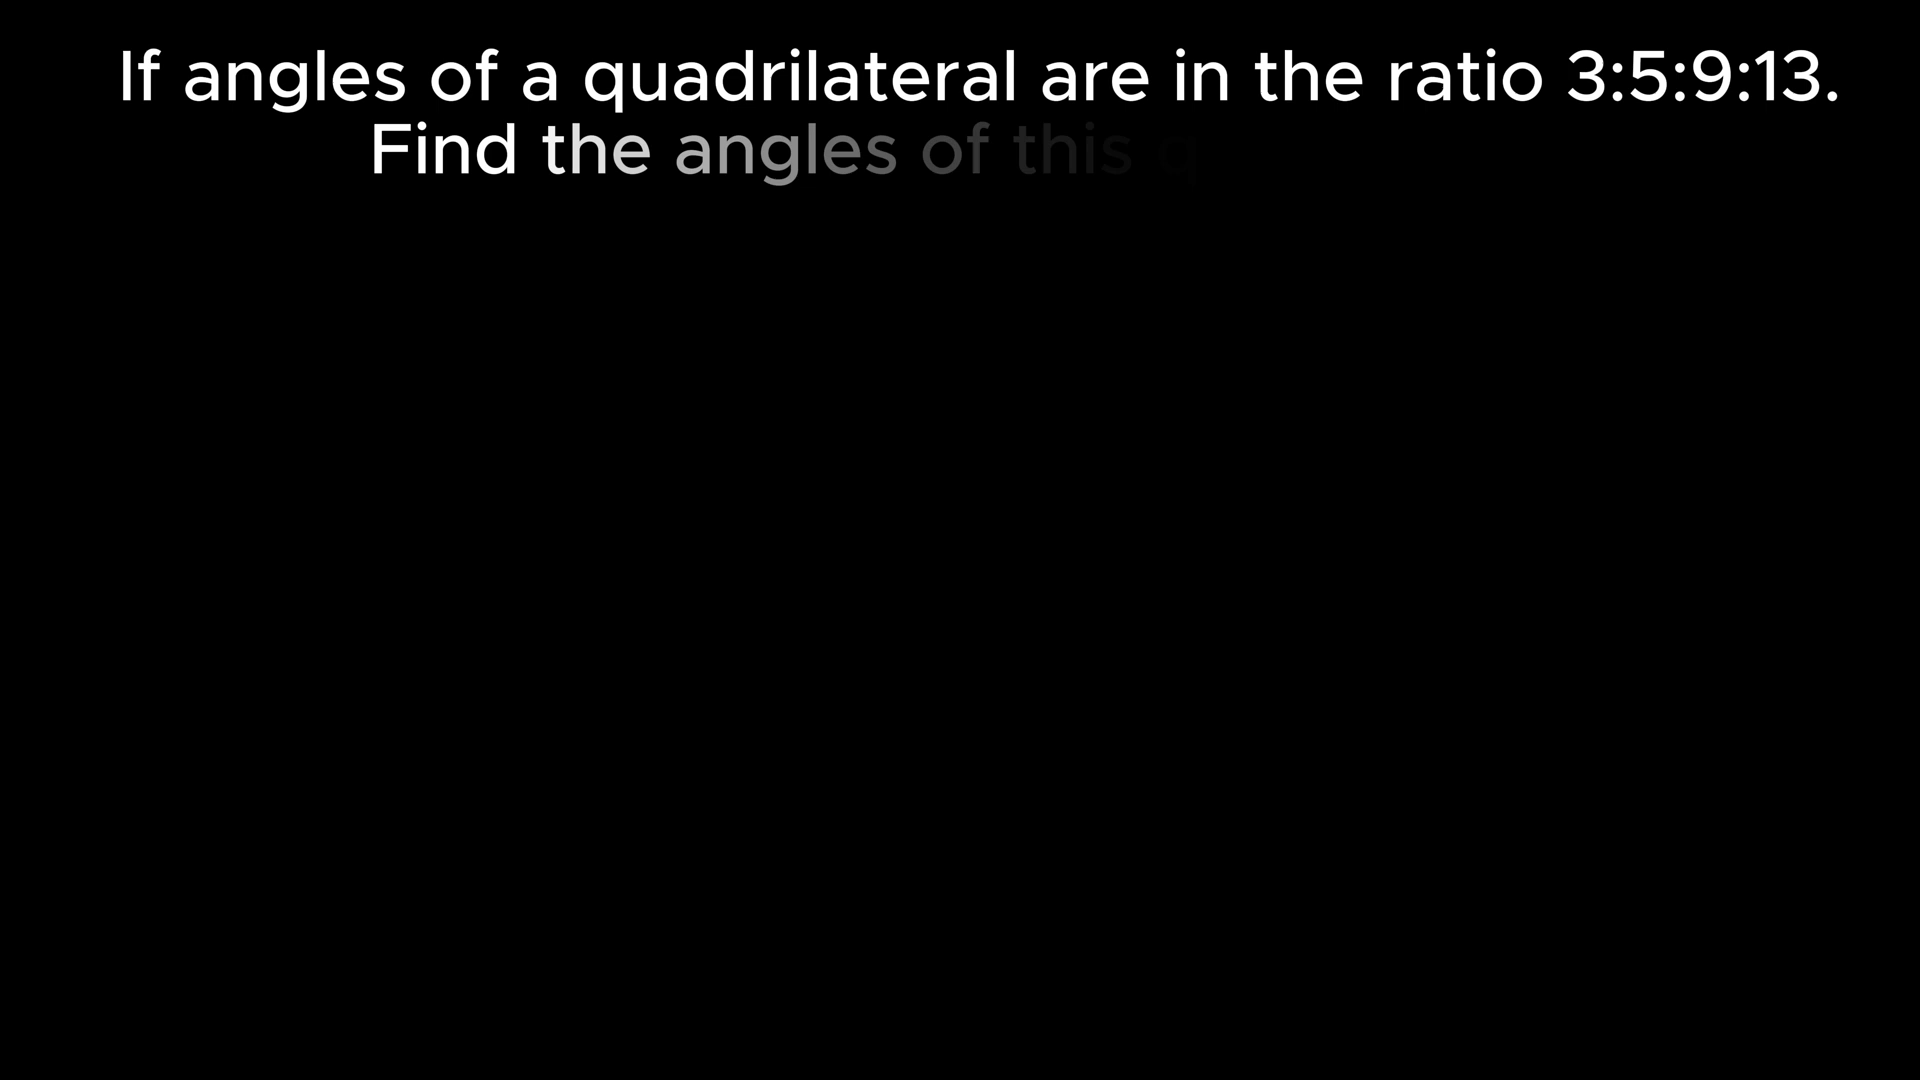 If angles of a quadrilateral are in the ratio 3:5:9:13.
Find the angles of this